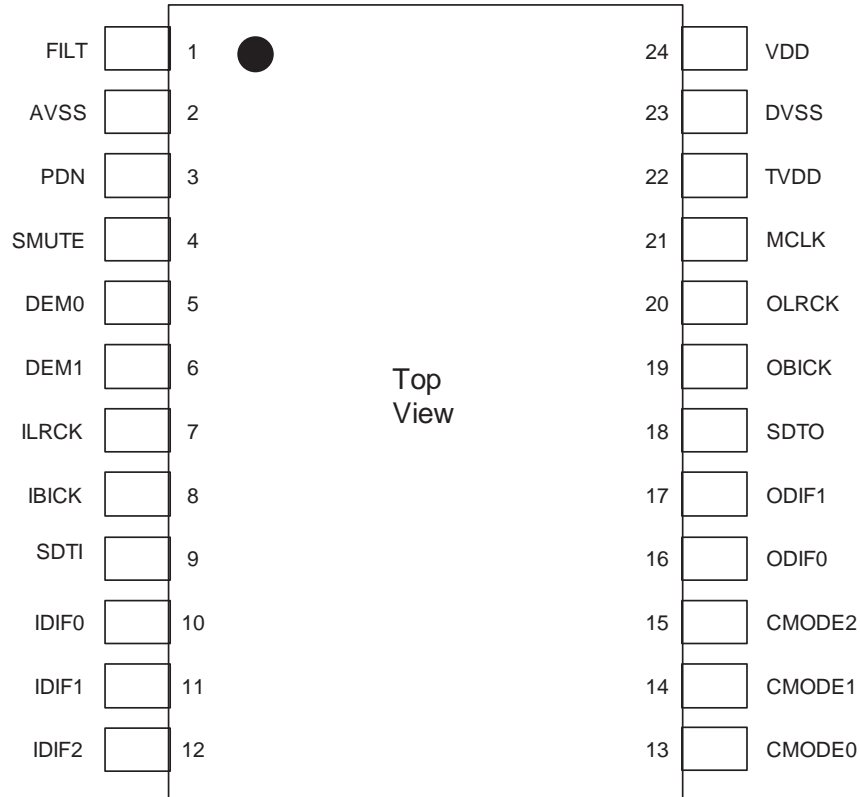 FILT 1 24 VDD
AVSS 2 23 DVSS
PDN 3 22 TVDD
SMUTE 4 21 MCLK
DEM0 5 20 OLRCK
DEM1 6 19 OBICK
Top
View
ILRCK 7 18 SDTO
IBICK 8 17 ODIF1
SDTI 9 16 ODIF0
IDIF0 10 15 CMODE2
IDIF1 11 14 CMODE1
IDIF2 12 13 CMODE0